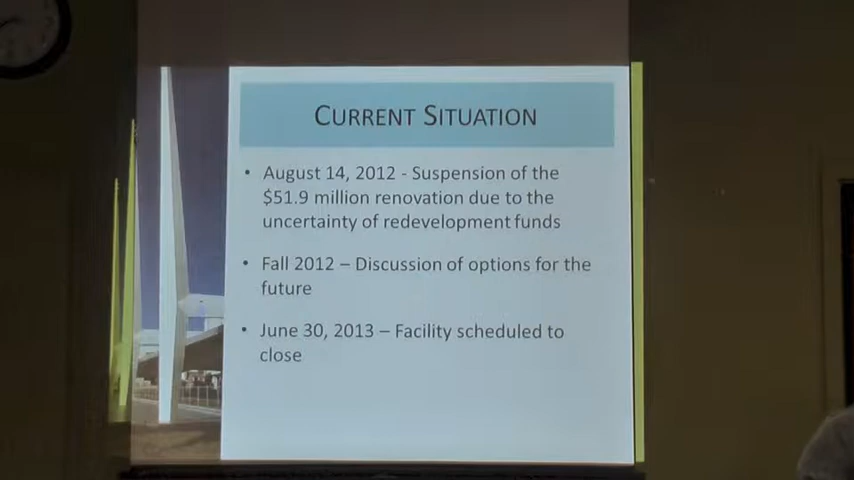 CURRENT SITUATION
• August 14, 2012 - Suspension of the
$51.9 million renovation due to the
uncertainty of redevelopment funds
• Fall 2012 – Discussion of options for the
future
• June 30, 2013 – Facility scheduled to
close